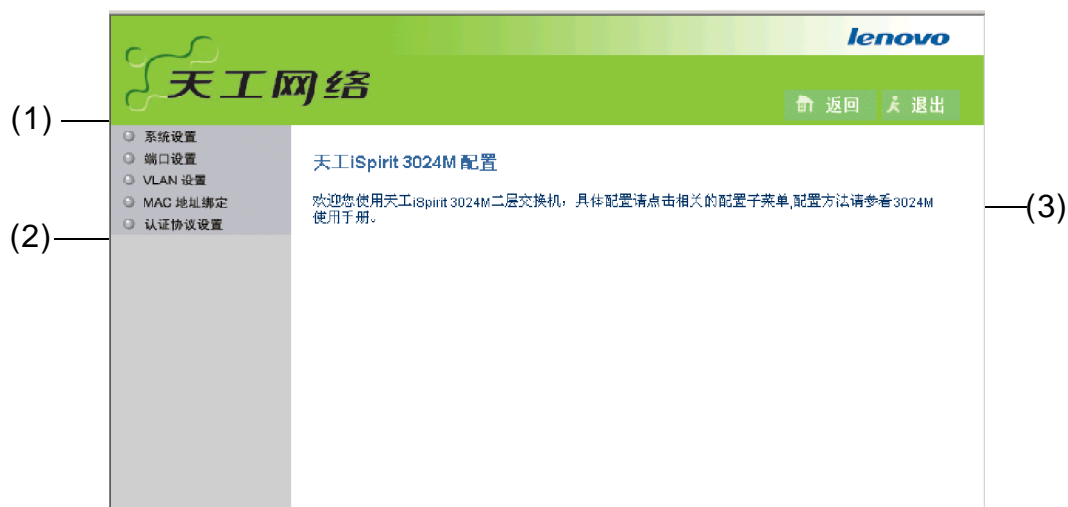 lenovo
天工网络
返回 退出
(1)
系统设置
端口设置
VLAN 设置
MAC 地址绑定
认证协议设置
(2)
天工iSpirit 3024M 配置
欢迎您使用天工iSpirit 3024M二层交换机，具体配置请点击相关的配置子菜单,配置方法请参看3024M
使用手册。
(3)